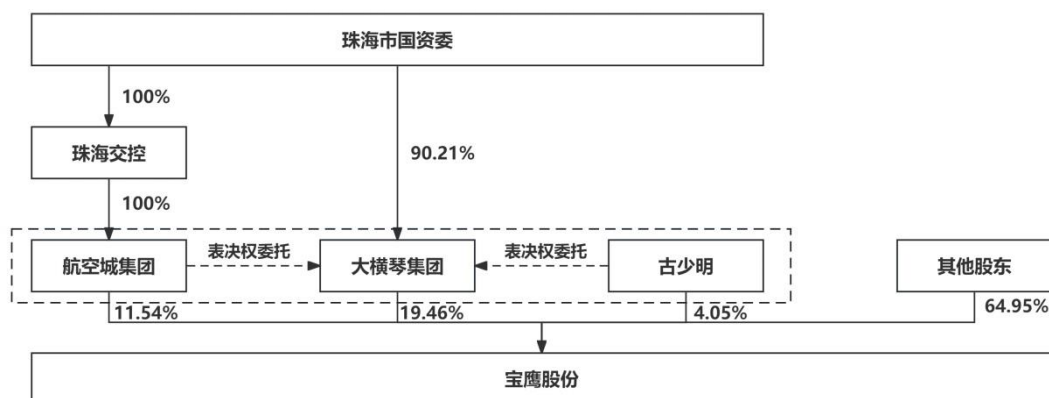 珠海市国资委
100%
珠海交控
90.21%
100%
表决权委托
表决权委托
航空城集团
大横琴集团
古少明
其他股东
11.54%
19.46%
4.05%
64.95%
宝鹰股份